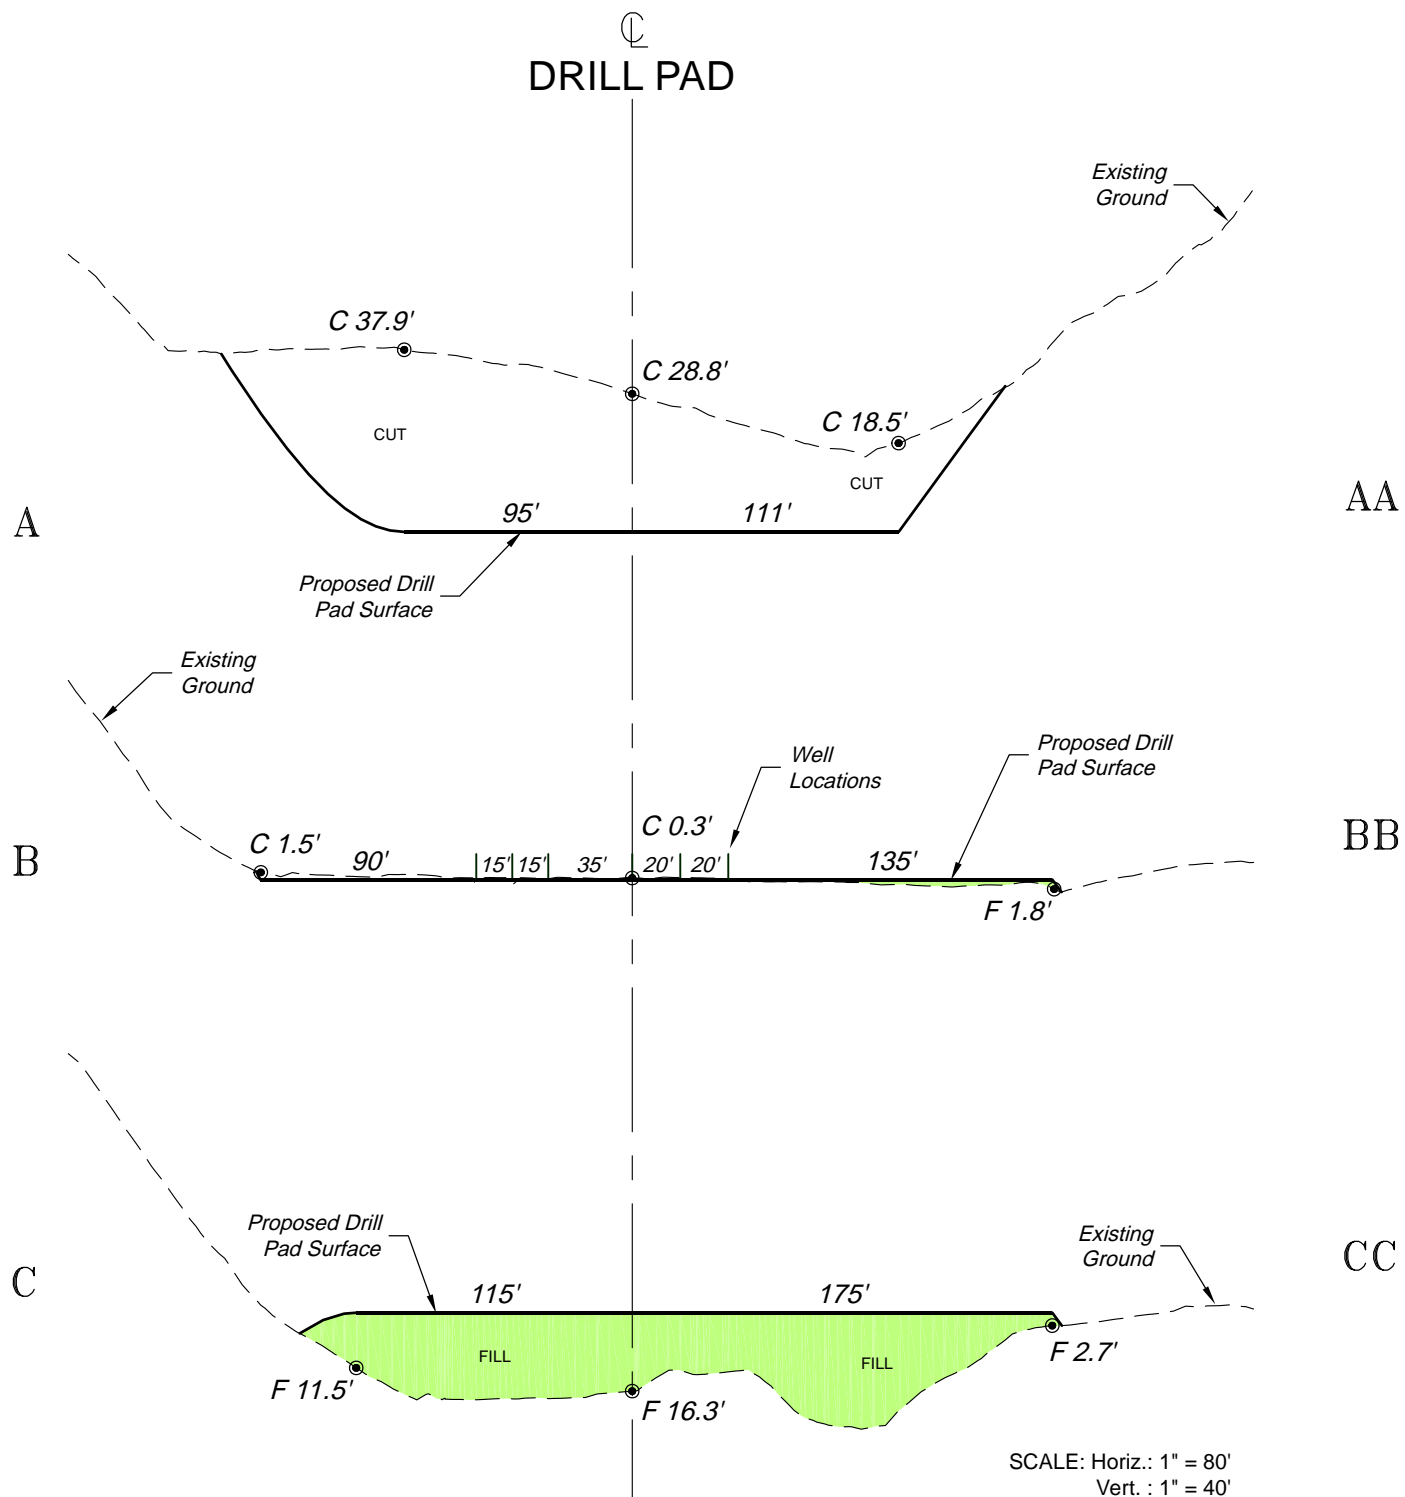 ℄
DRILL PAD
Existing
Ground
C 37.9'
C 28.8'
C 18.5'
CUT
CUT
A
AA
95'
111'
Proposed Drill
Pad Surface
Existing
Ground
Well
Locations
Proposed Drill
Pad Surface
B
BB
C 1.5'
C 0.3'
90'
15'
15'
35'
20'
20'
135'
F 1.8'
Proposed Drill
Pad Surface
Existing
Ground
C
CC
115'
175'
FILL
FILL
F 11.5'
F 16.3'
F 2.7'
SCALE: Horiz.: 1" = 80'
Vert. : 1" = 40'